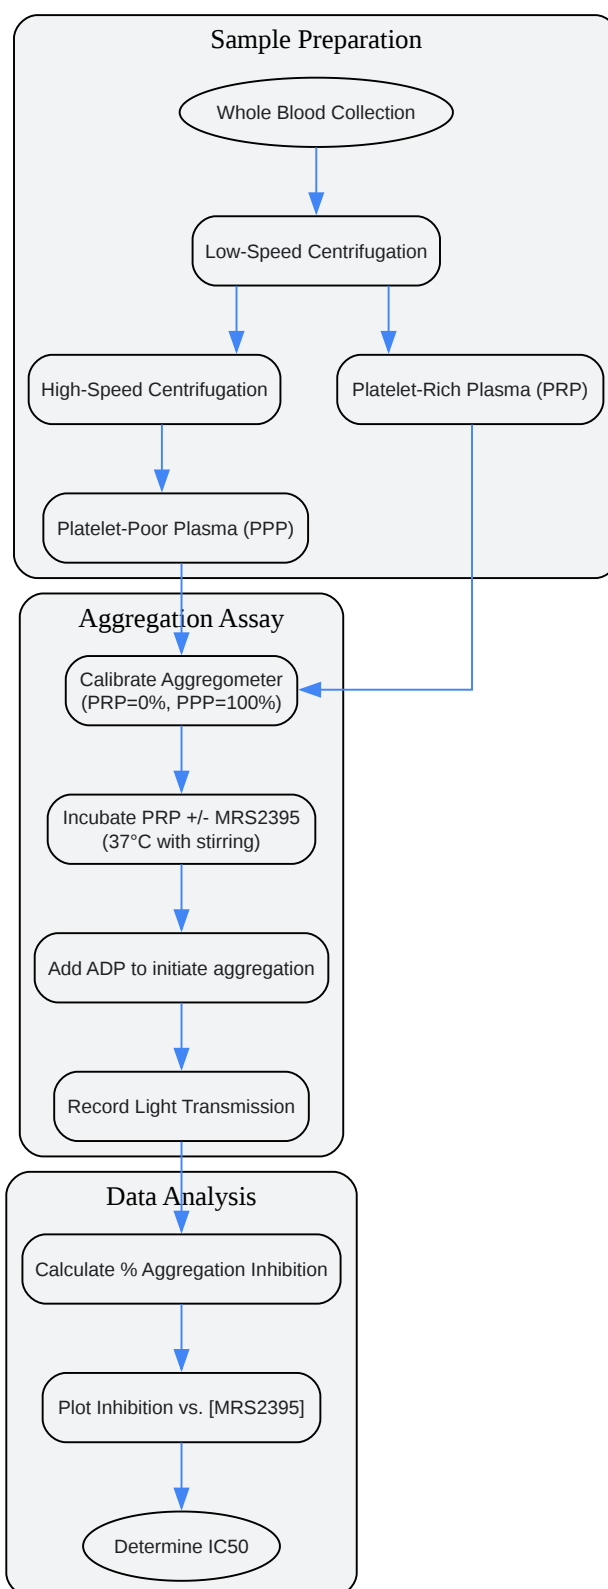 Sample Preparation
Whole Blood Collection
Low-Speed Centrifugation
High-Speed Centrifugation
Platelet-Rich Plasma (PRP)
Platelet-Poor Plasma (PPP)
Aggregation Assay
Calibrate Aggregometer
(PRP=0%, PPP=100%)
Incubate PRP +/- MRS2395
(37°C with stirring)
Add ADP to initiate aggregation
Record Light Transmission
Data Analysis
Calculate % Aggregation Inhibition
Plot Inhibition vs. [MRS2395]
Determine IC50